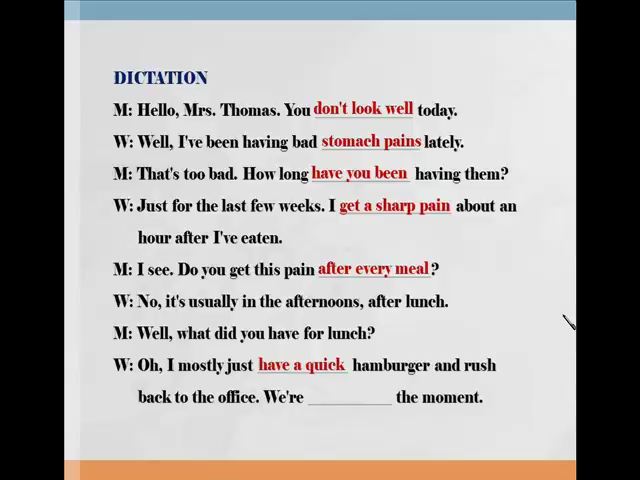 DICTATION
M: Hello, Mrs. Thomas. You don't look well today.
W: Well, I've been having bad stomach pains lately.
M: That's too bad. How long have you been having them?
W: Just for the last few weeks. I get a sharp pain about an
hour after I've eaten.
M: I see. Do you get this pain after every meal?
W: No, it's usually in the afternoons, after lunch.
M: Well, what did you have for lunch?
W: Oh, I mostly just have a quick hamburger and rush
back to the office. We're __________ the moment.